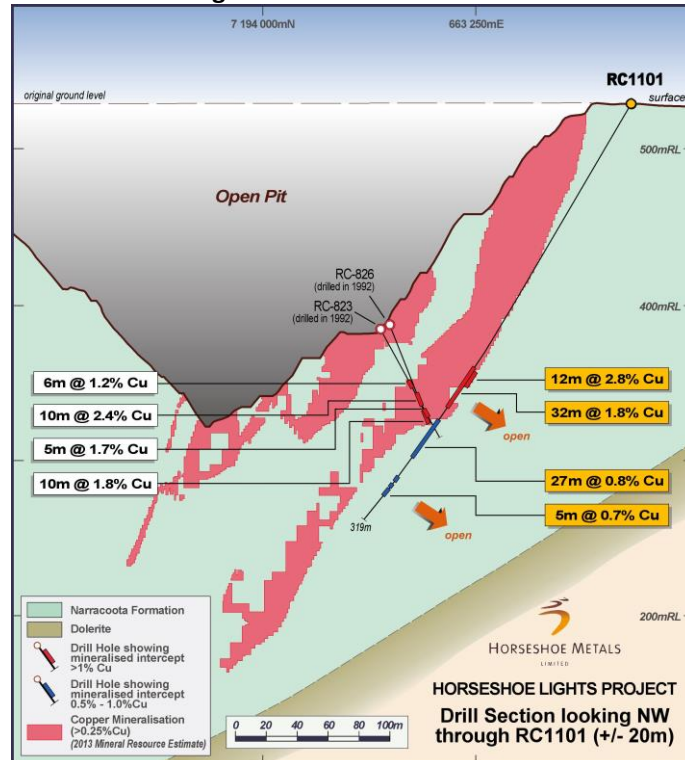 7 194 000mN
663 250mE
RC1101
original ground level
surface
500mRL
Open Pit
RC-826
(drilled in 1992)
RC-823
(drilled in 1992)
400mRL
6m @ 1.2% Cu
10m @ 2.4% Cu
5m @ 1.7% Cu
10m @ 1.8% Cu
12m @ 2.8% Cu
32m @ 1.8% Cu
open
27m @ 0.8% Cu
5m @ 0.7% Cu
open
319m
200mRL
Narracoota Formation
Dolerite
Drill Hole showing
mineralised intercept
>1% Cu
Drill Hole showing
mineralised intercept
0.5% - 1.0%Cu
Copper Mineralisation
(>0.25%Cu)
(2013 Mineral Resource Estimate)
0 20 40 60 80 100m
HORSESHOE METALS
LIMITED
HORSESHOE LIGHTS PROJECT
Drill Section looking NW
through RC1101 (+/- 20m)